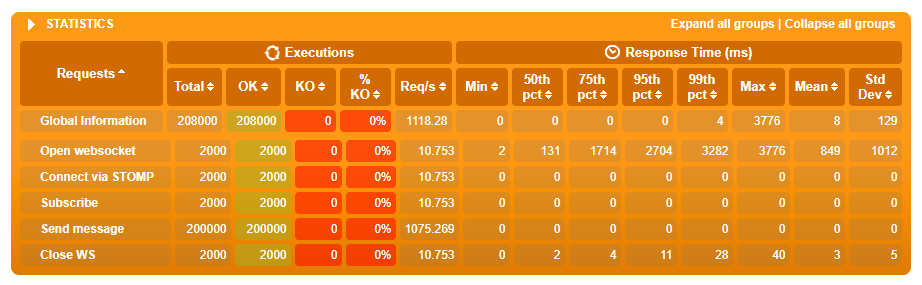 STATISTICS Expand all groups | Collapse all groups
Requests Executions Response Time (ms)
Total OK KO % KO Req/s Min 50th pct 75th pct 95th pct 99th pct Max Mean Std Dev
Global Information 208000 208000 0 0% 1118.28 0 0 0 0 4 3776 8 129
Open websocket 2000 2000 0 0% 10.753 2 131 1714 2704 3282 3776 849 1012
Connect via STOMP 2000 2000 0 0% 10.753 0 0 0 0 0 0 0 0
Subscribe 2000 2000 0 0% 10.753 0 0 0 0 0 0 0 0
Send message 200000 200000 0 0% 1075.269 0 0 0 0 0 0 0 0
Close WS 2000 2000 0 0% 10.753 0 2 4 11 28 40 3 5